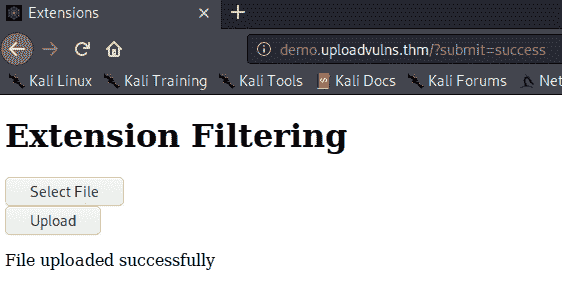 Extensions
demo.uploadvulns.thm/?submit=success
Kali Linux Kali Training Kali Tools Kali Docs Kali Forums Net
Extension Filtering
Select File
Upload
File uploaded successfully